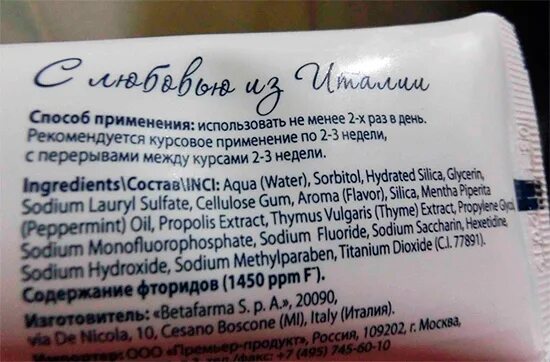 С любовью из Италии
Способ применения: использовать не менее 2-х раз в день.
Рекомендуется курсовое применение по 2-3 недели,
с перерывами между курсами 2-3 недели.
Ingredients\Состав\INCI: Aqua (Water), Sorbitol, Hydrated Silica, Glycerin,
Sodium Lauryl Sulfate, Cellulose Gum, Aroma (Flavor), Silica, Mentha Piperita
(Peppermint) Oil, Propolis Extract, Thymus Vulgaris (Thyme) Extract, Propylene Glycol,
Sodium Monofluorophosphate, Sodium Fluoride, Sodium Saccharin, Hexetidine,
Sodium Hydroxide, Sodium Methylparaben, Titanium Dioxide (C.I. 77891).
Содержание фторидов (1450 ppm F⁻).
Изготовитель: «Betafarma S. p. A.», 20090,
via De Nicola, 10, Cesano Boscone (MI), Italy (Италия).
Импортер: ООО «Премьер-продукт», Россия, 109202, г. Москва,
+7 (495) 745-60-10